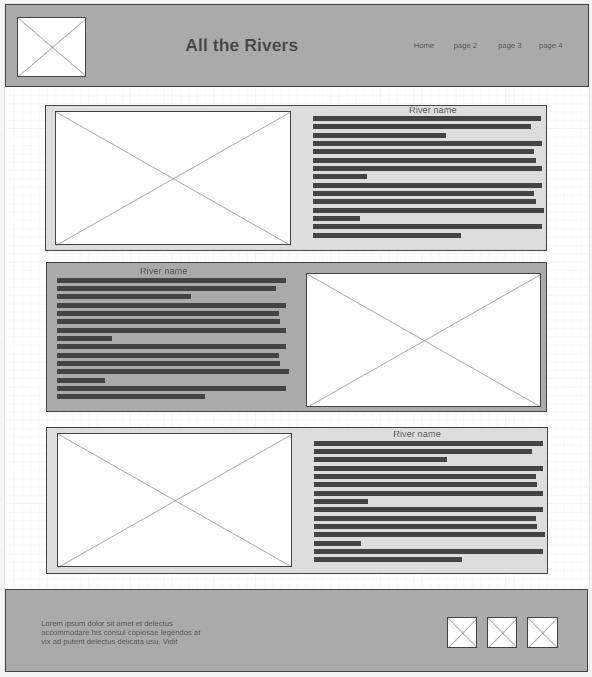 All the Rivers
Home page 2 page 3 page 4
River name
River name
River name
Lorem ipsum dolor sit amet et delectus
accommodare his consul copiosae legendos at
vix ad putent delectus delicata usu. Vidit